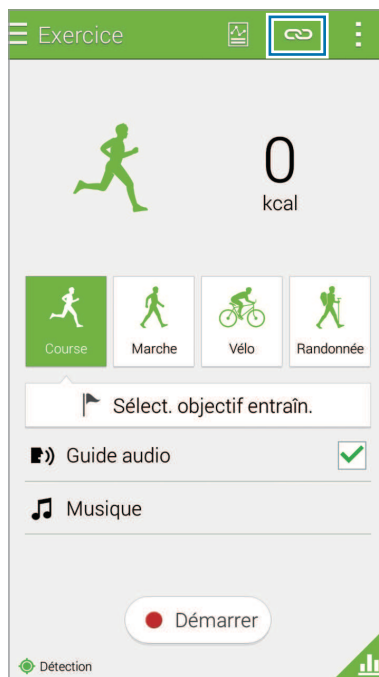 Exercice
0
kcal
Course
Marche
Vélo
Randonnée
Sélect. objectif entraîn.
Guide audio
Musique
Démarrer
Détection